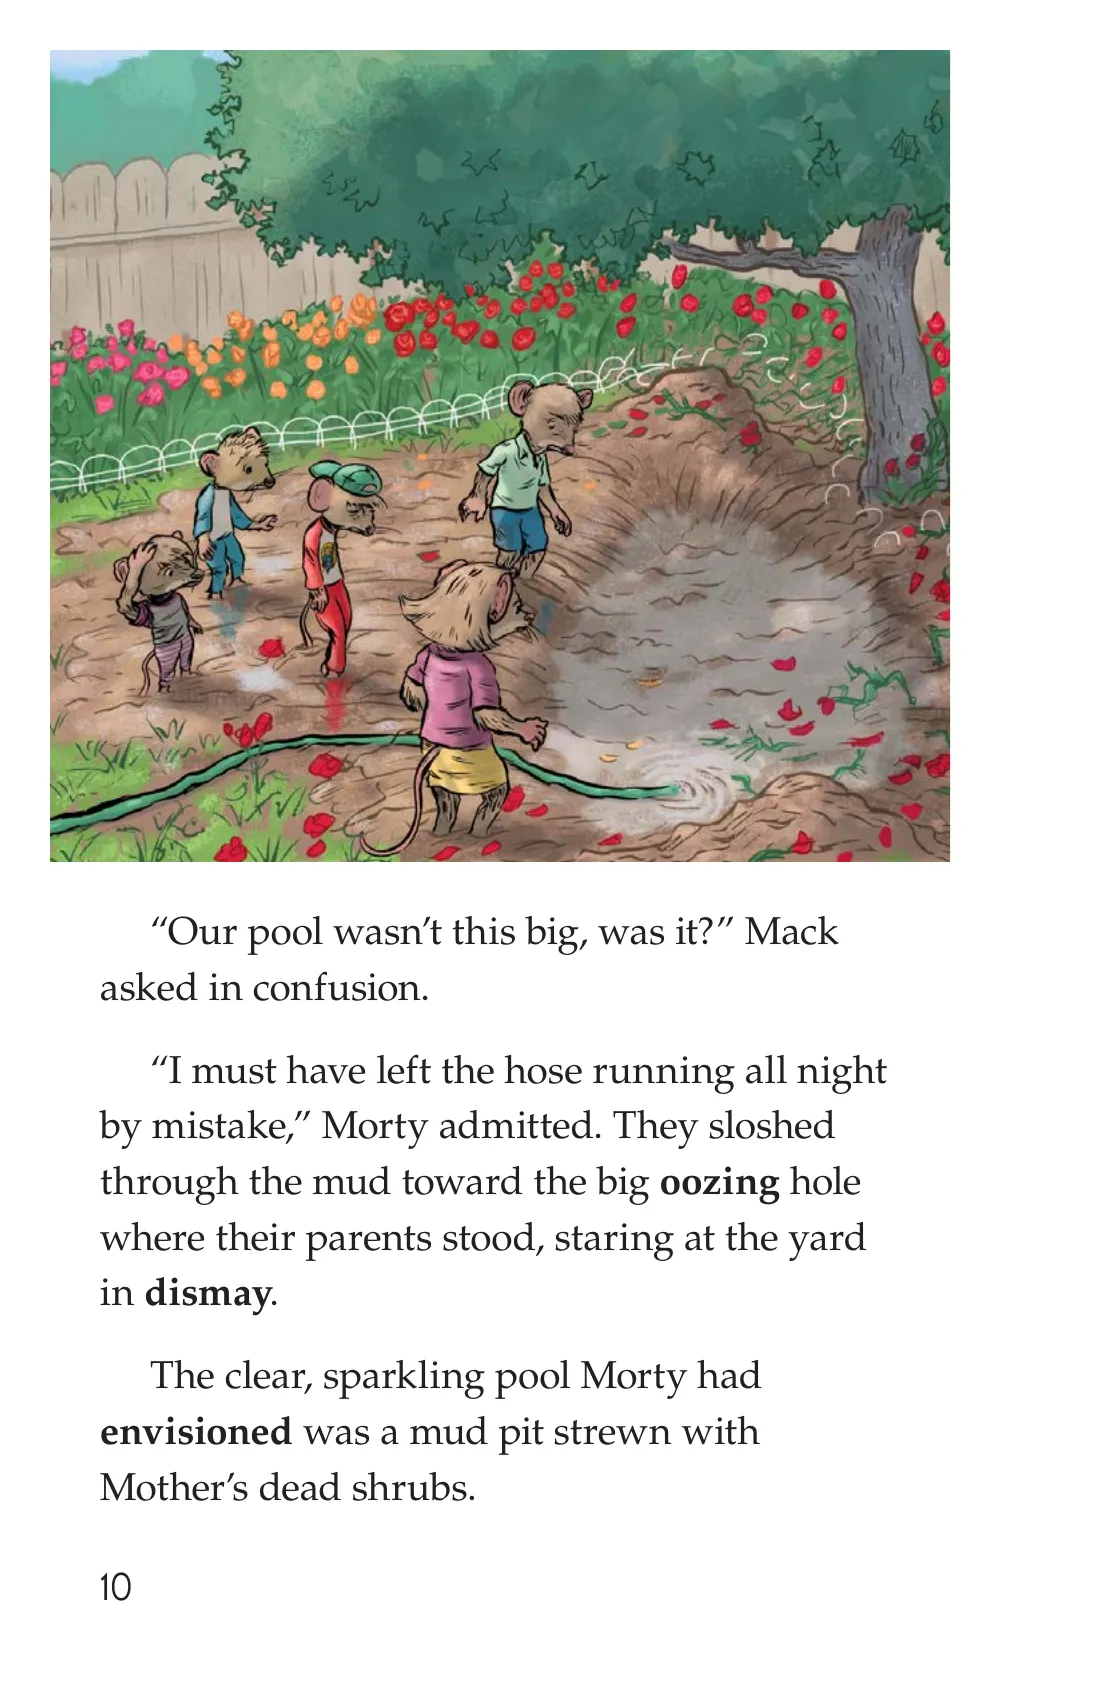 “Our pool wasn’t this big, was it?” Mack
asked in confusion.
“I must have left the hose running all night
by mistake,” Morty admitted. They sloshed
through the mud toward the big oozing hole
where their parents stood, staring at the yard
in dismay.
The clear, sparkling pool Morty had
envisioned was a mud pit strewn with
Mother’s dead shrubs.
10